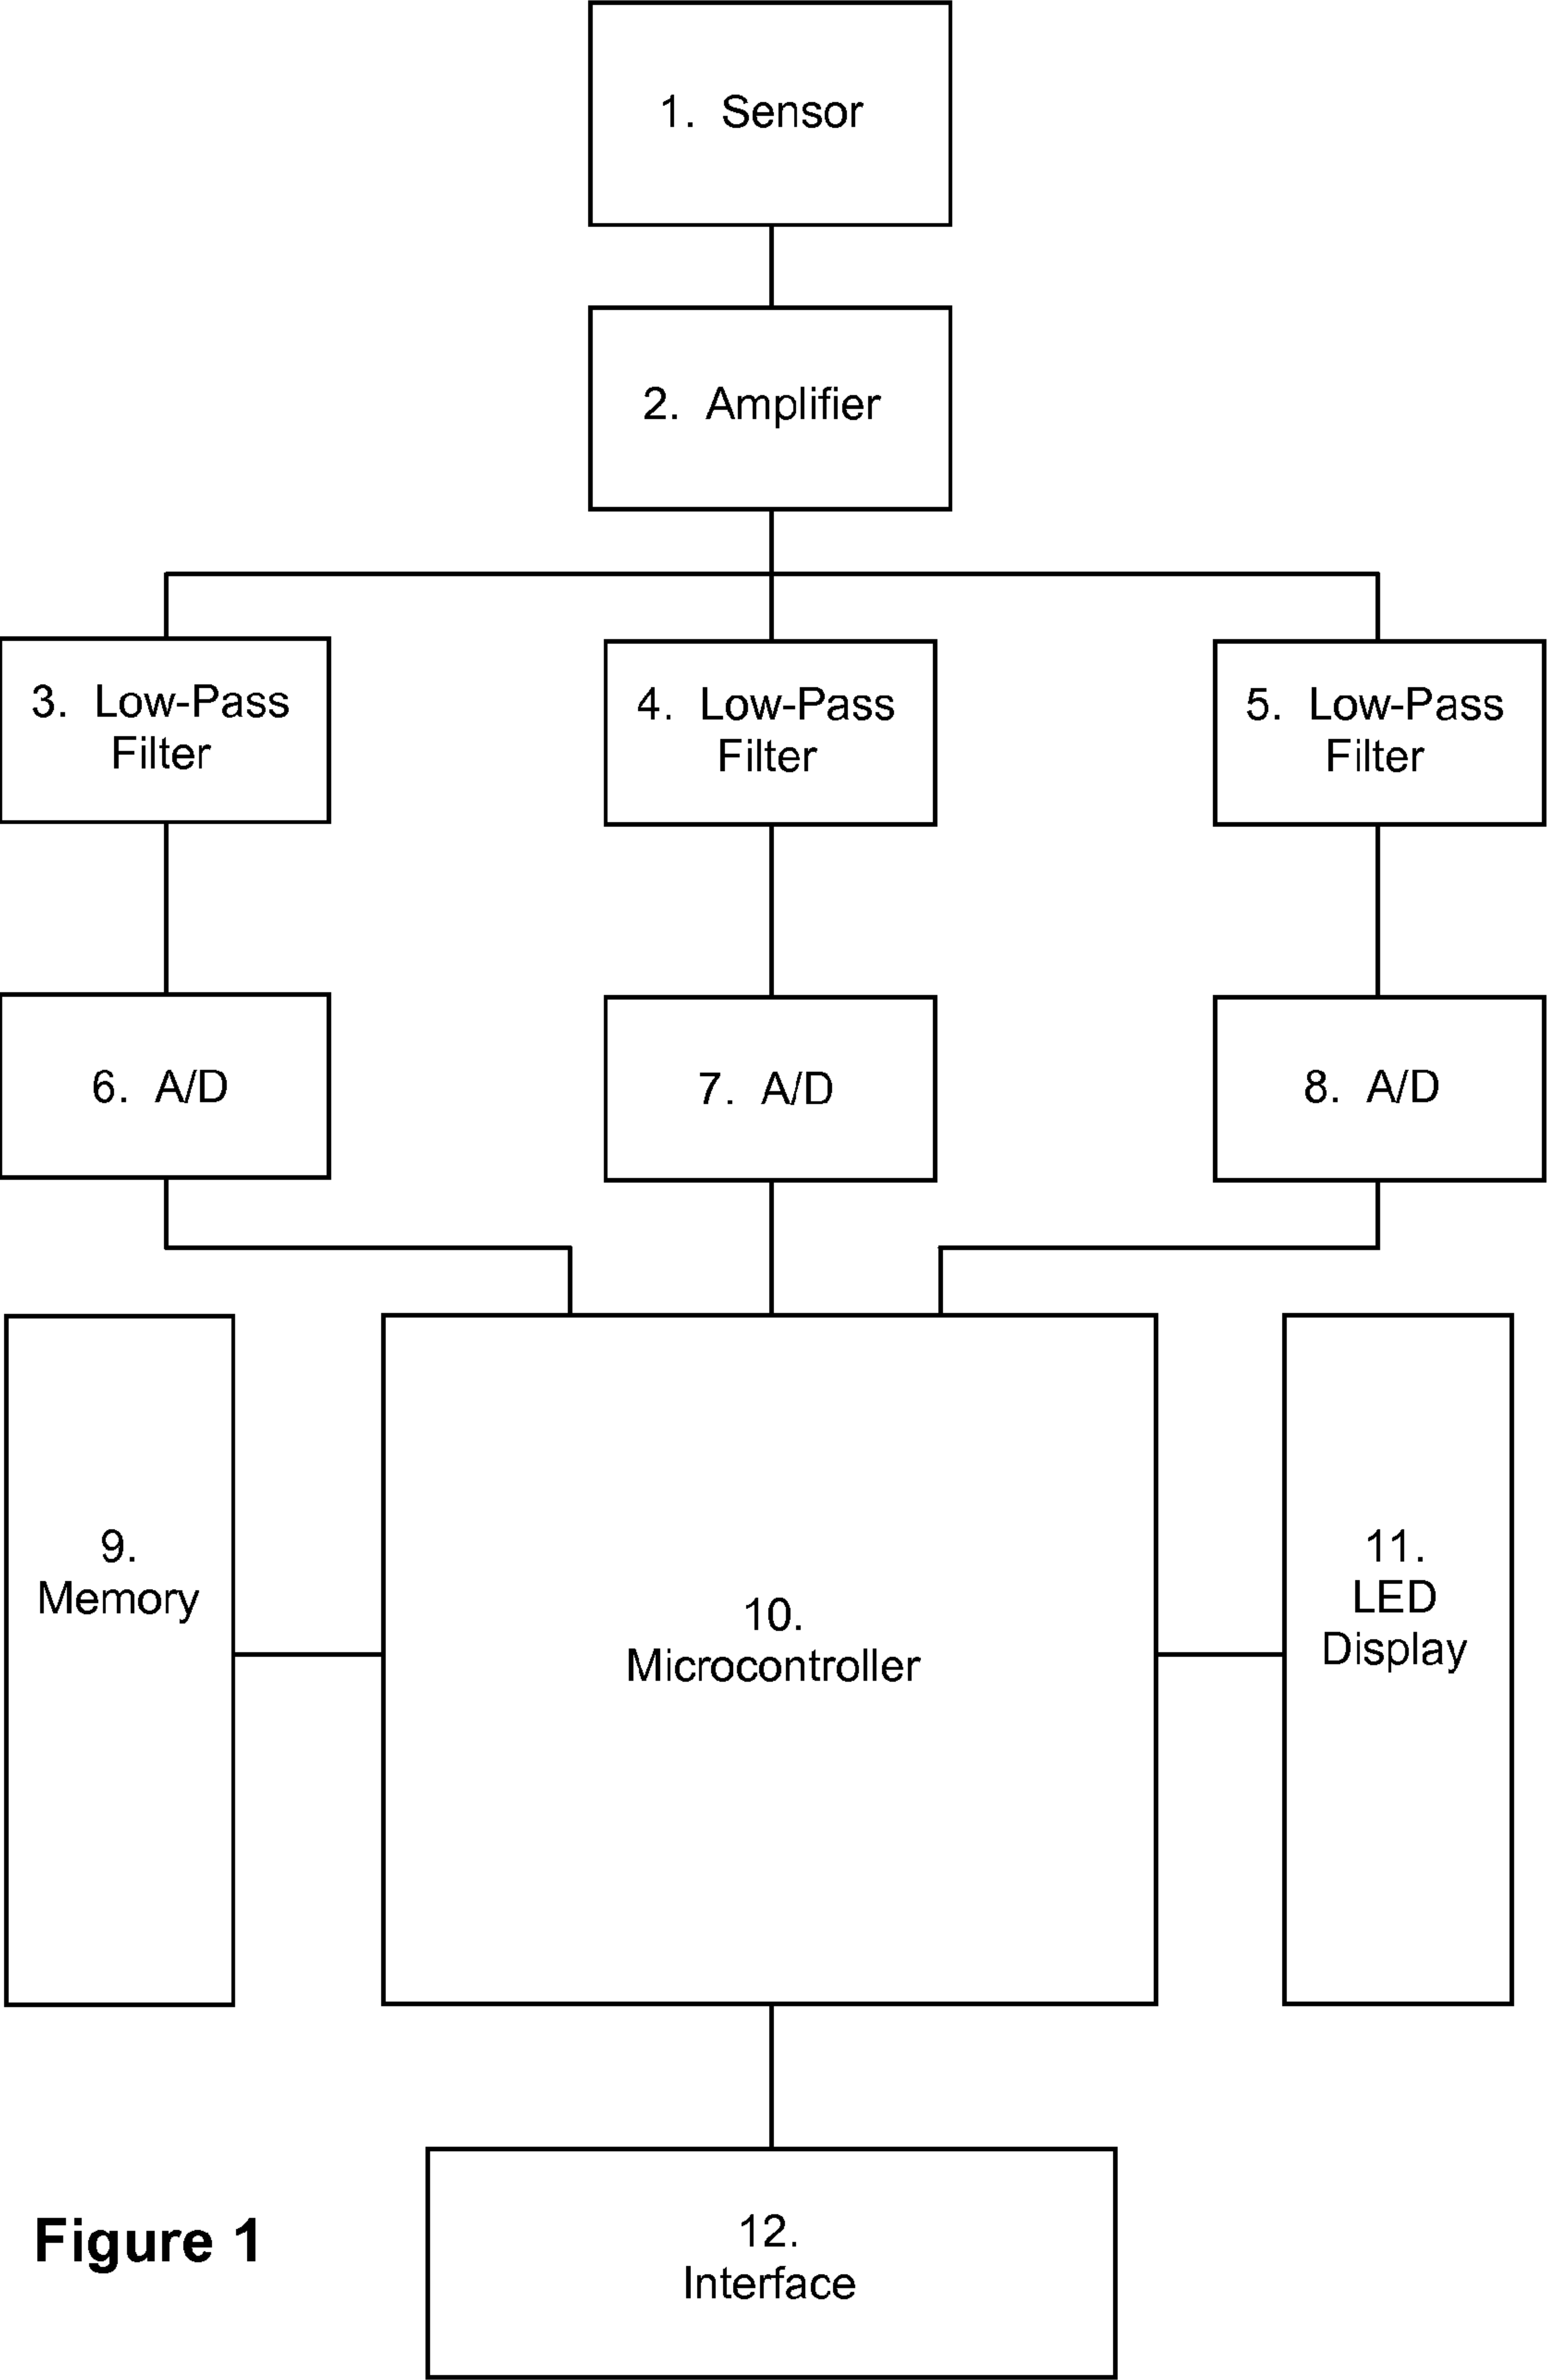 1. Sensor
2. Amplifier
3. Low-Pass
Filter
4. Low-Pass
Filter
5. Low-Pass
Filter
6. A/D
7. A/D
8. A/D
9.
Memory
10.
Microcontroller
11.
LED
Display
12.
Interface
Figure 1